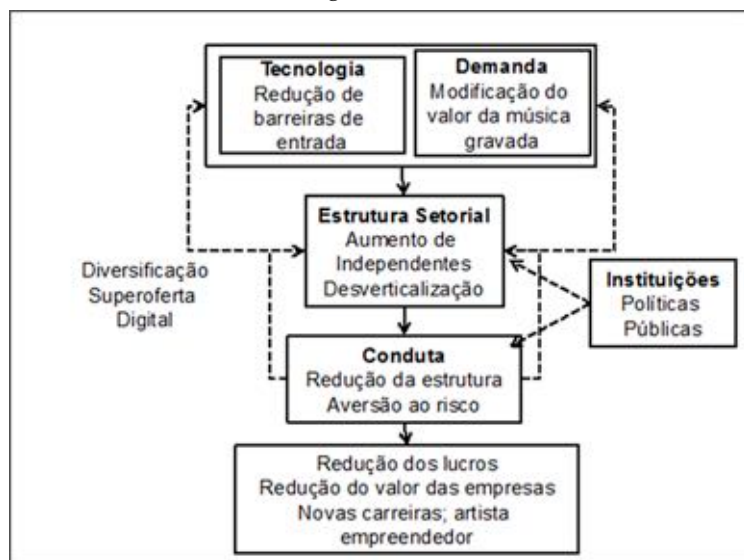 Tecnologia
Redução de
barreiras de
entrada
Demanda
Modificação do
valor da música
gravada
Estrutura Setorial
Aumento de
Independentes
Desverticalização
Diversificação
Superoferta
Digital
Instituições
Políticas
Públicas
Conduta
Redução da estrutura
Aversão ao risco
Redução dos lucros
Redução do valor das empresas
Novas carreiras; artista
empreendedor